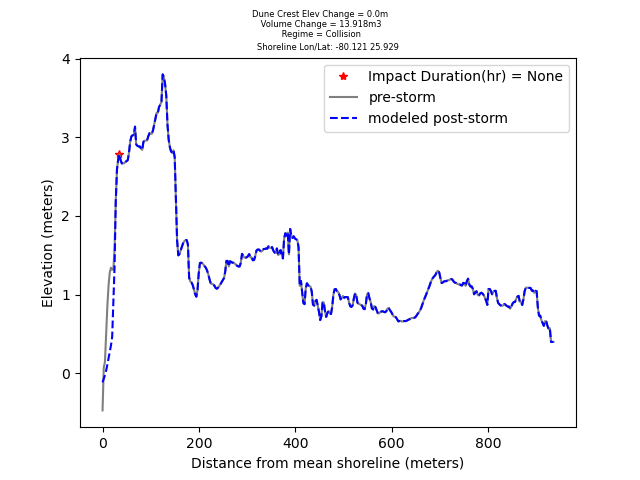 Dune Crest Elev Change = 0.0m
Volume Change = 13.918m3
Regime = Collision
Shoreline Lon/Lat: -80.121 25.929
Impact Duration(hr) = None
pre-storm
modeled post-storm
Elevation (meters)
4
3
2
1
0
0 200 400 600 800
Distance from mean shoreline (meters)